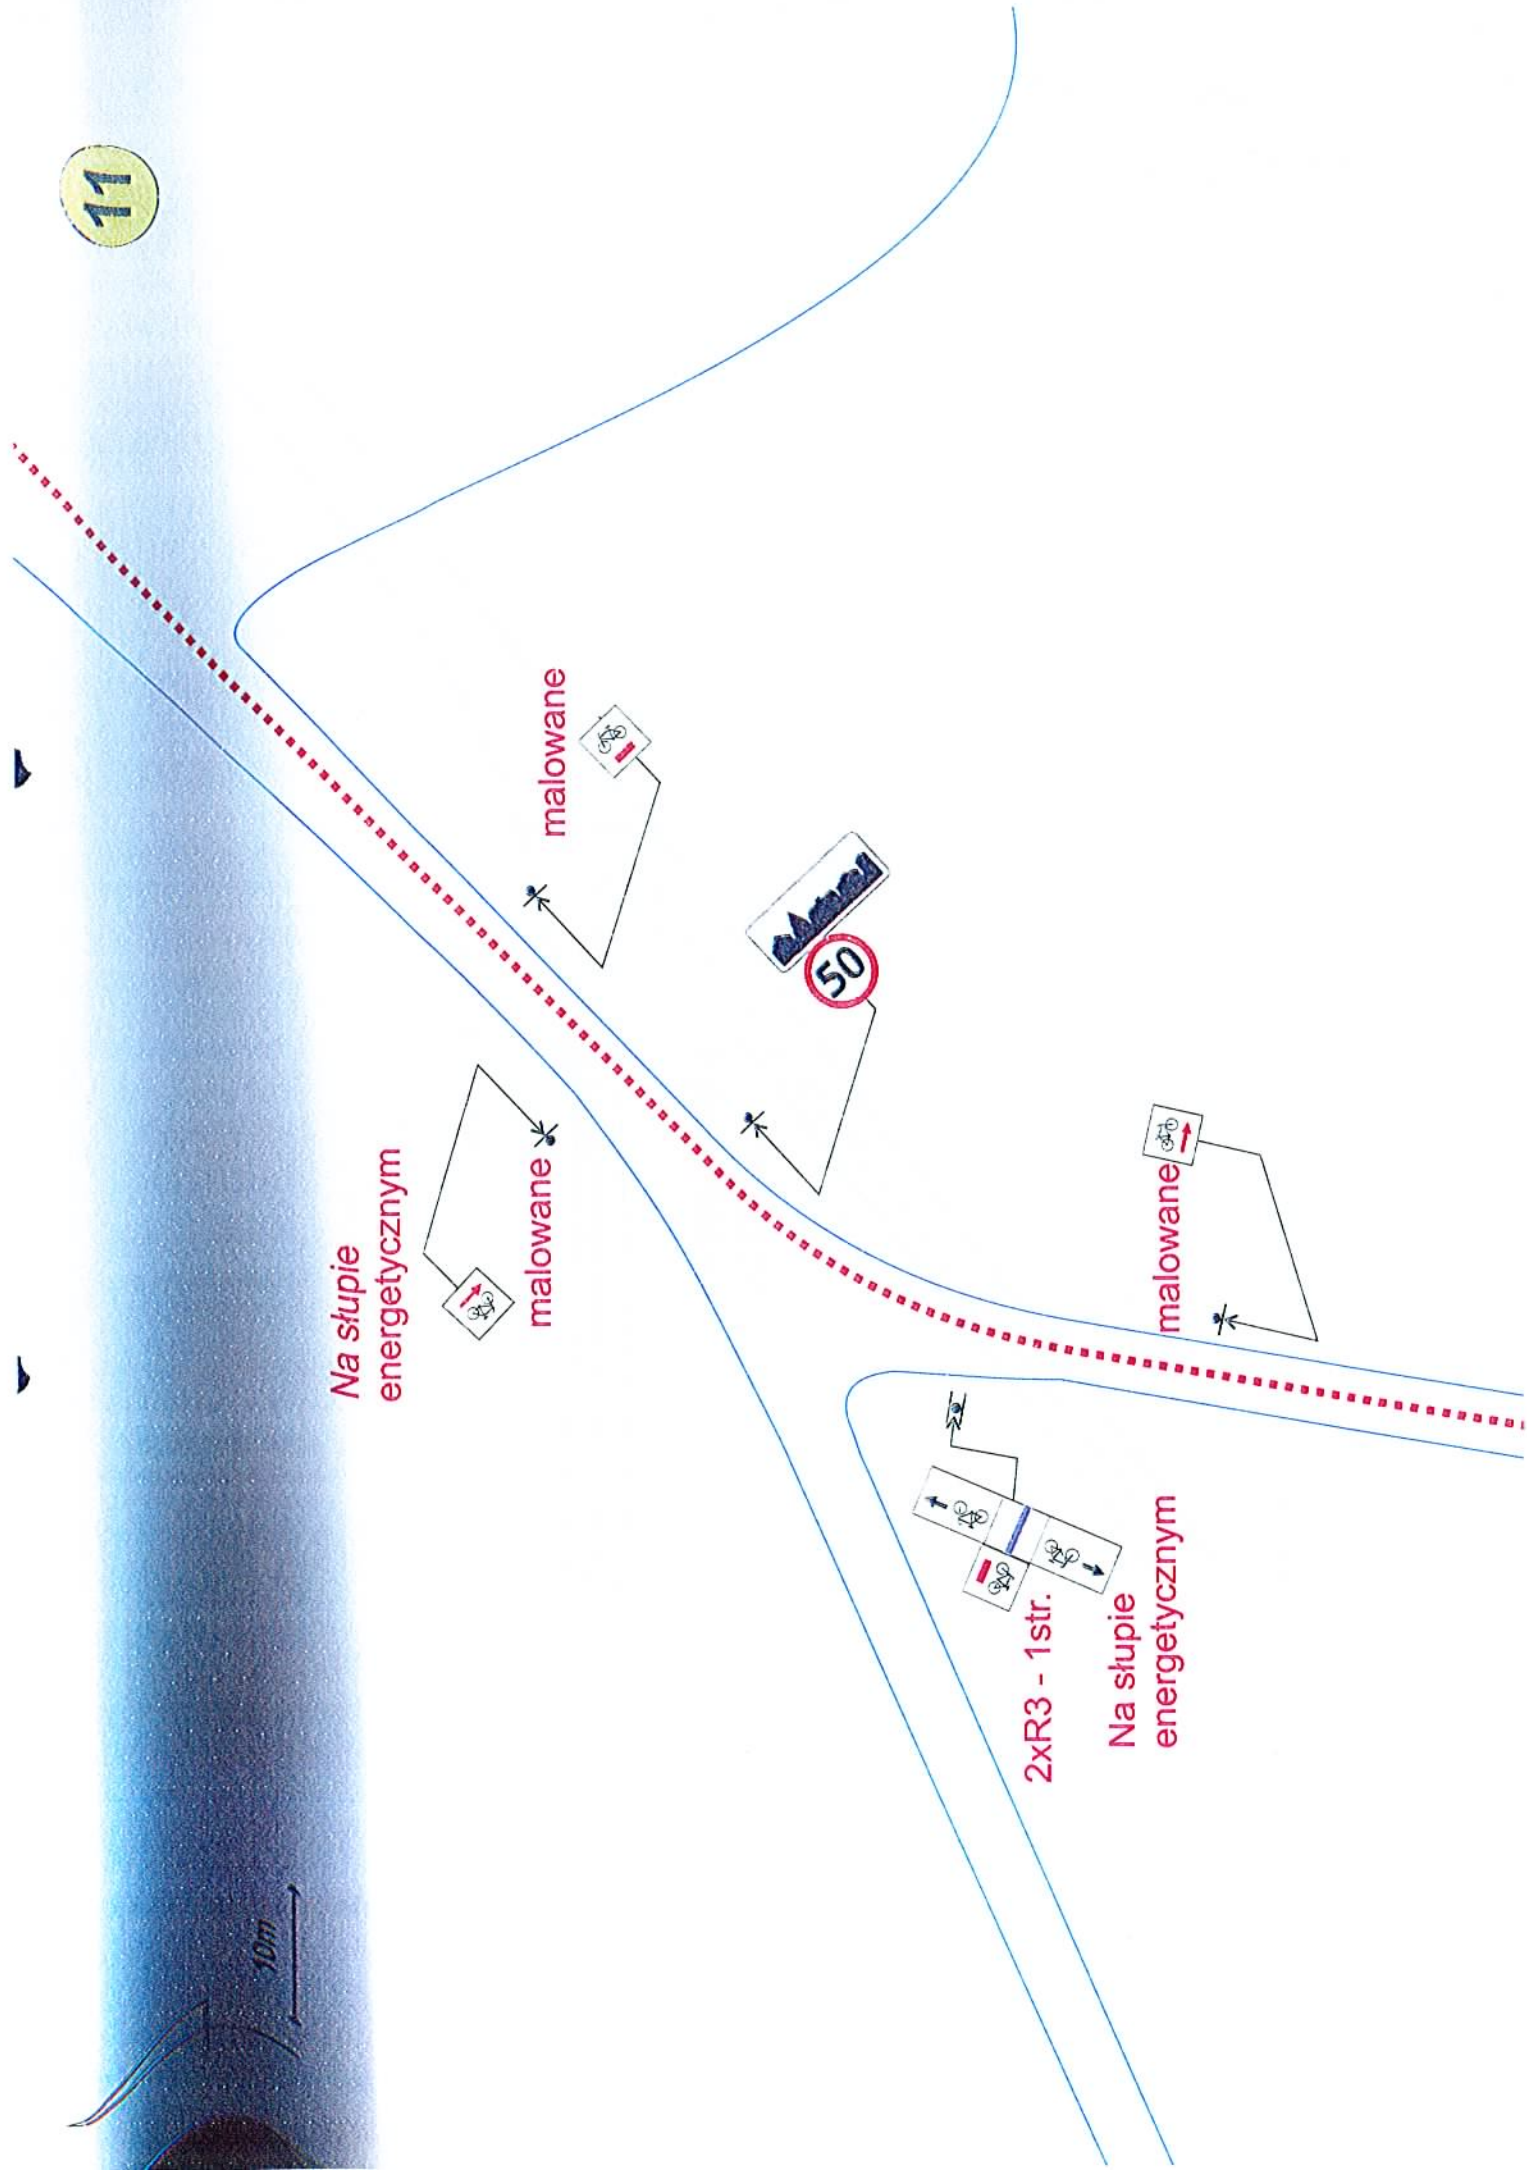 11
malowane
50
Na słupie
energetycznym
malowane
malowane
2xR3 - 1str.
Na słupie
energetycznym
10m